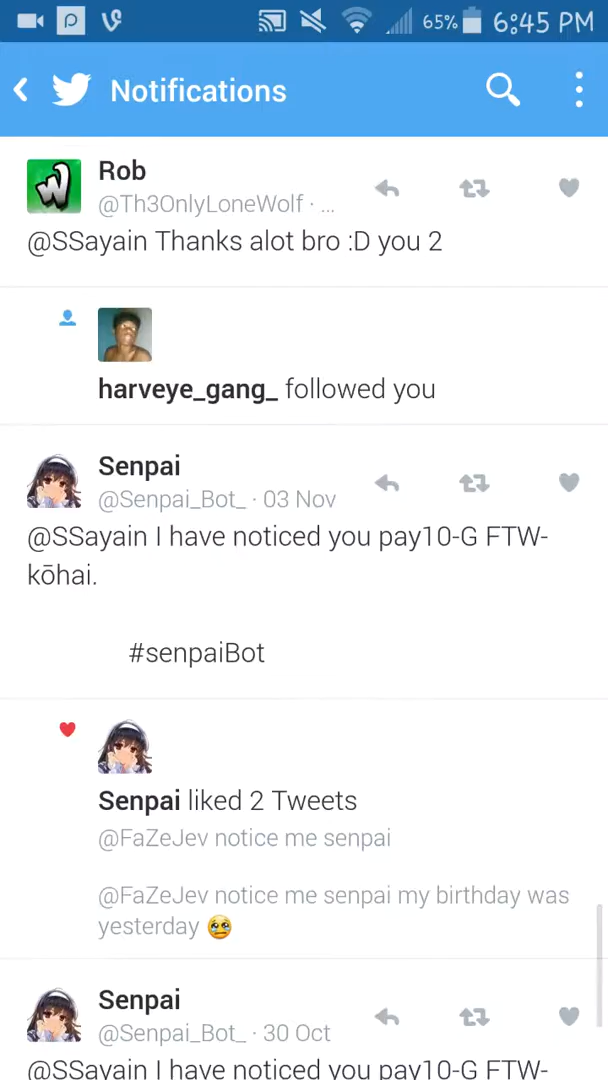 65% 6:45 PM
Notifications
Rob
@Th3OnlyLoneWolf · ...
@SSayain Thanks alot bro :D you 2
harveye_gang_ followed you
Senpai
@Senpai_Bot_ · 03 Nov
@SSayain I have noticed you pay10-G FTW-
kōhai.
#senpaiBot
Senpai liked 2 Tweets
@FaZeJev notice me senpai
@FaZeJev notice me senpai my birthday was
yesterday 😢
Senpai
@Senpai_Bot_ · 30 Oct
@SSayain I have noticed you pay10-G FTW-